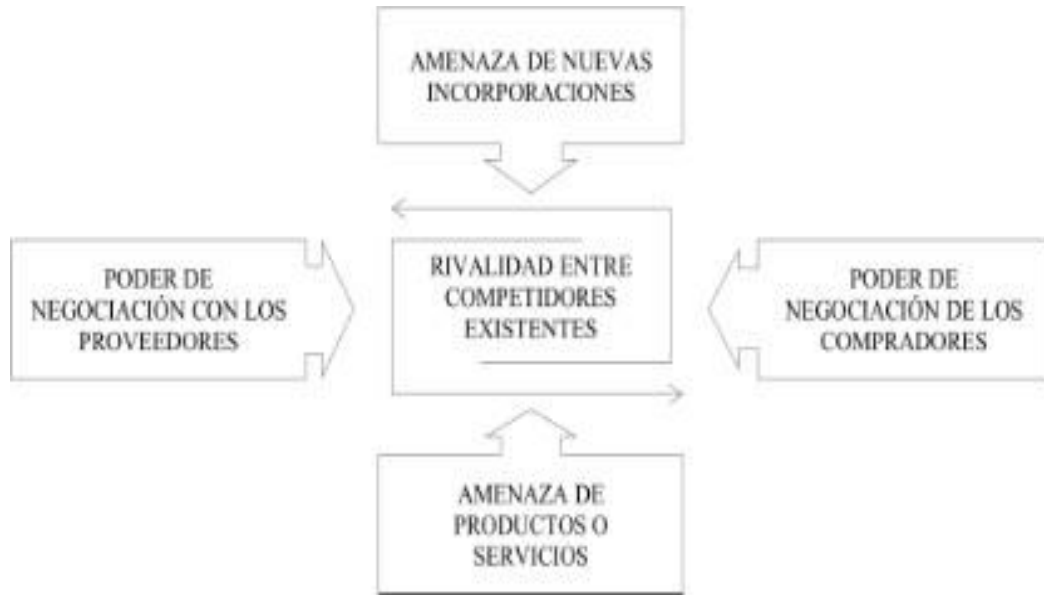 AMENAZA DE NUEVAS
INCORPORACIONES
PODER DE
NEGOCIACIÓN CON LOS
PROVEEDORES
RIVALIDAD ENTRE
COMPETIDORES
EXISTENTES
PODER DE
NEGOCIACIÓN DE LOS
COMPRADORES
AMENAZA DE
PRODUCTOS O
SERVICIOS